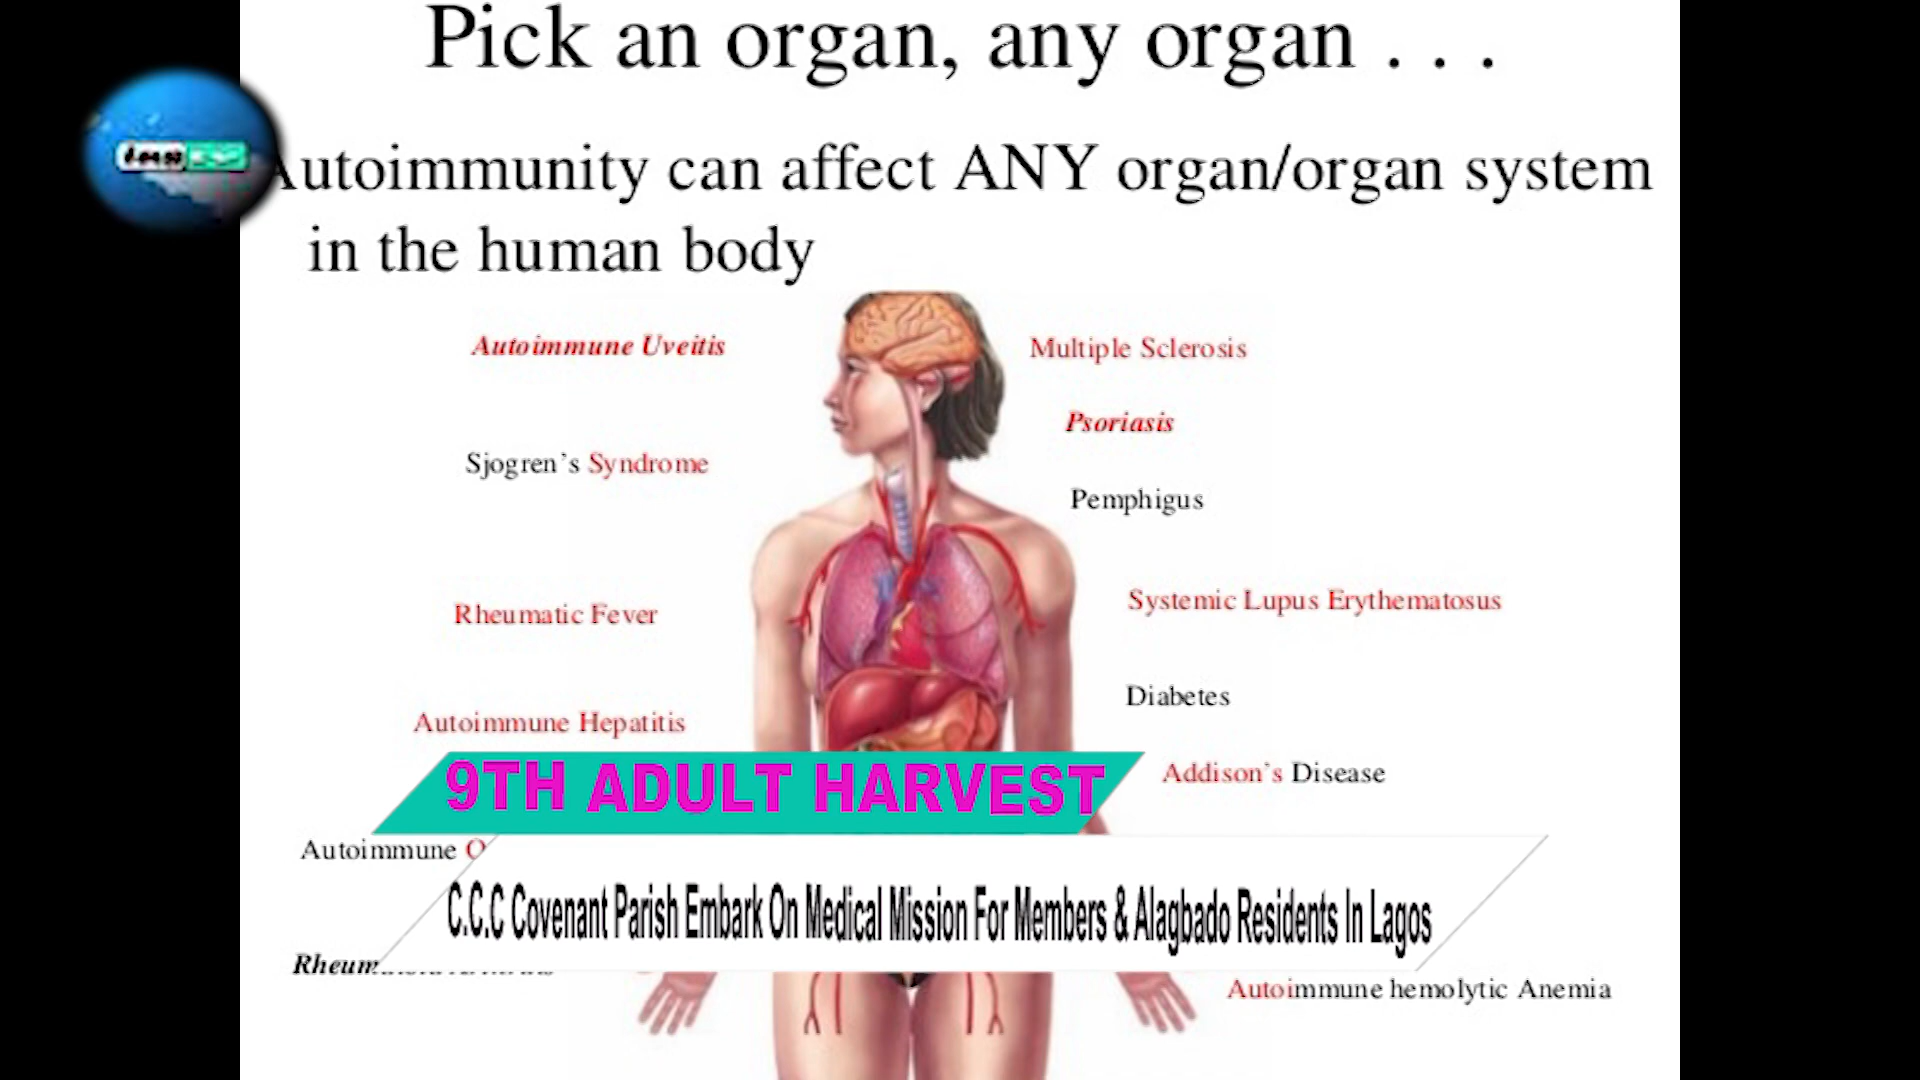 Pick an organ, any organ . . .
Autoimmunity can affect ANY organ/organ system
in the human body
Autoimmune Uveitis
Multiple Sclerosis
Psoriasis
Sjogren's Syndrome
Pemphigus
Rheumatic Fever
Systemic Lupus Erythematosus
Diabetes
Autoimmune Hepatitis
Addison's Disease
9TH ADULT HARVEST
Autoimmune O
C.C.C Covenant Parish Embark On Medical Mission For Members & Alagbado Residents In Lagos
Rheum
Autoimmune hemolytic Anemia